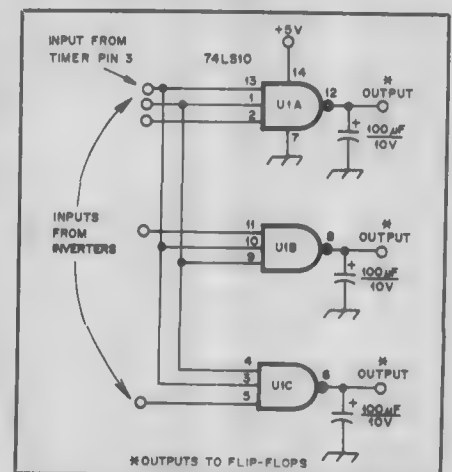 INPUT FROM
TIMER PIN 3
74LS10
+5V
14
13
1
2
U1A
12
7
*
OUTPUT
+
100µF
10V
INPUTS
FROM
INVERTERS
11
10
9
U1B
8
*
OUTPUT
+
100µF
10V
4
3
5
U1C
6
*
OUTPUT
+
100µF
10V
*OUTPUTS TO FLIP-FLOPS